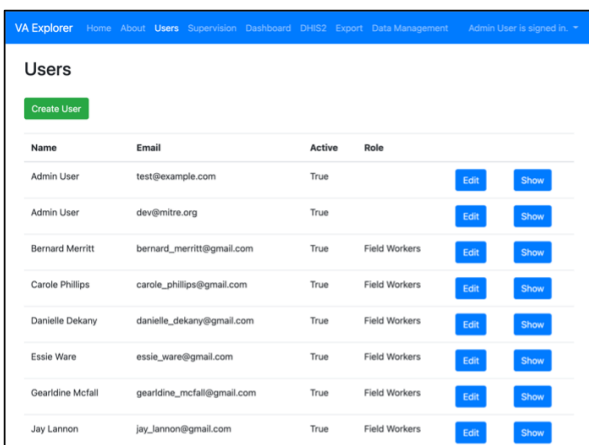 VA Explorer Home About Users Supervision Dashboard DHIS2 Export Data Management Admin User is signed in.
Users
Create User
Name Email Active Role
Admin User test@example.com True Edit Show
Admin User dev@mitre.org True Edit Show
Bernard Merritt bernard_merritt@gmail.com True Field Workers Edit Show
Carole Phillips carole_phillips@gmail.com True Field Workers Edit Show
Danielle Dekany danielle_dekany@gmail.com True Field Workers Edit Show
Essie Ware essie_ware@gmail.com True Field Workers Edit Show
Gearldine Mcfall gearldine_mcfall@gmail.com True Field Workers Edit Show
Jay Lannon jay_lannon@gmail.com True Field Workers Edit Show